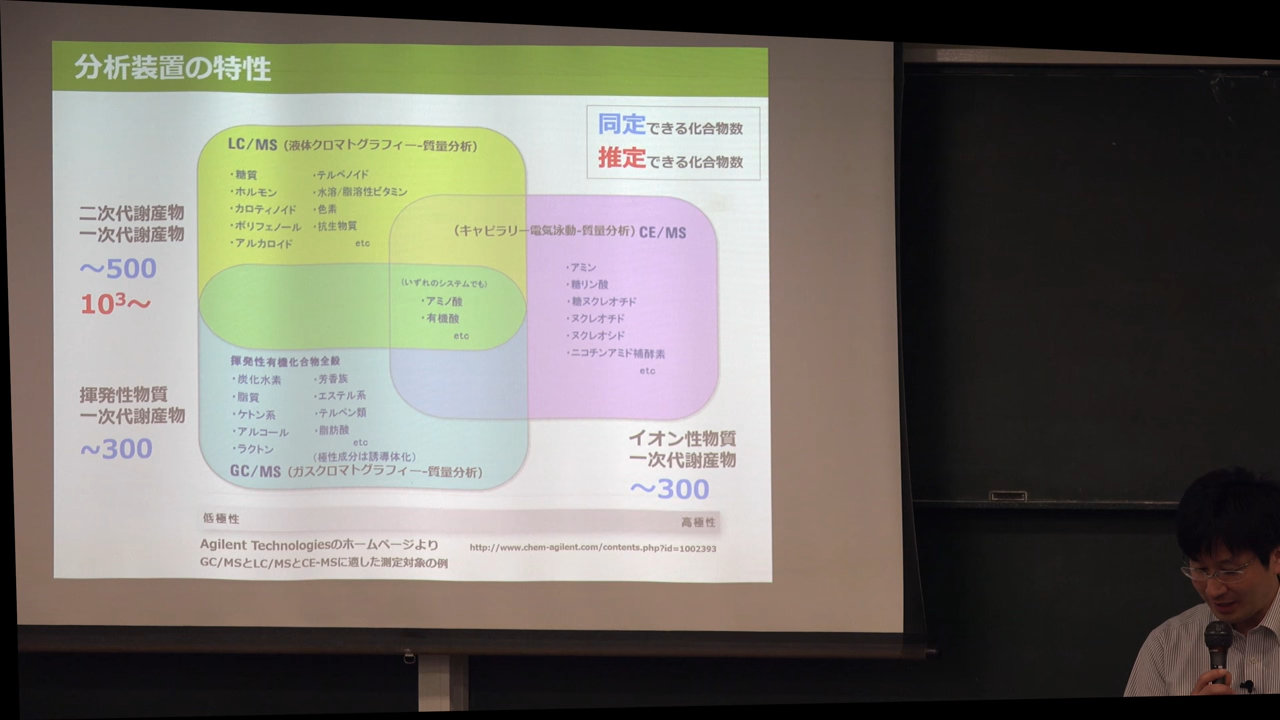 分析装置の特性
同定できる化合物数
推定できる化合物数
LC/MS (液体クロマトグラフィー-質量分析)
・糖質
・ホルモン
・カロティノイド
・ポリフェノール
・アルカロイド
・テルペノイド
・水溶/脂溶性ビタミン
・色素
・抗生物質
etc
二次代謝産物
一次代謝産物
～500
10³～
(キャピラリー電気泳動-質量分析) CE/MS
・アミン
・糖リン酸
・糖ヌクレオチド
・ヌクレオチド
・ヌクレオシド
・ニコチンアミド補酵素
etc
(いずれのシステムでも)
・アミノ酸
・有機酸
etc
揮発性有機化合物全般
・炭化水素
・脂質
・ケトン系
・アルコール
・ラクトン
・芳香族
・エステル系
・テルペン類
・脂肪酸
etc
(極性成分は誘導体化)
GC/MS (ガスクロマトグラフィー-質量分析)
揮発性物質
一次代謝産物
~300
イオン性物質
一次代謝産物
～300
低極性
高極性
Agilent Technologiesのホームページより
http://www.chem-agilent.com/contents.php?id=1002393
GC/MSとLC/MSとCE-MSに適した測定対象の例